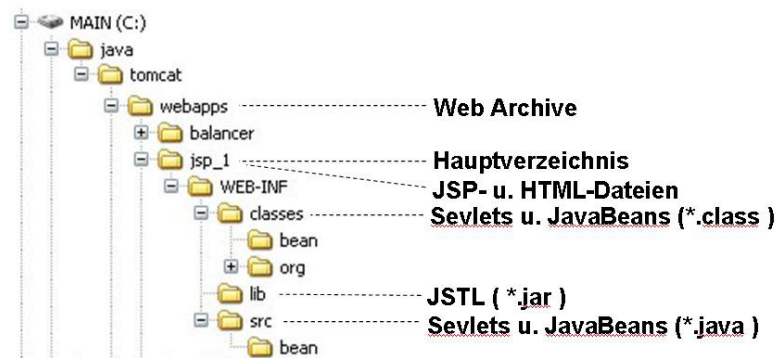 MAIN (C:)
java
tomcat
webapps Web Archive
balancer
jsp_1 Hauptverzeichnis
JSP- u. HTML-Dateien
WEB-INF
classes Sevlets u. JavaBeans (*.class )
bean
org
lib JSTL ( *.jar )
src Sevlets u. JavaBeans (*.java )
bean